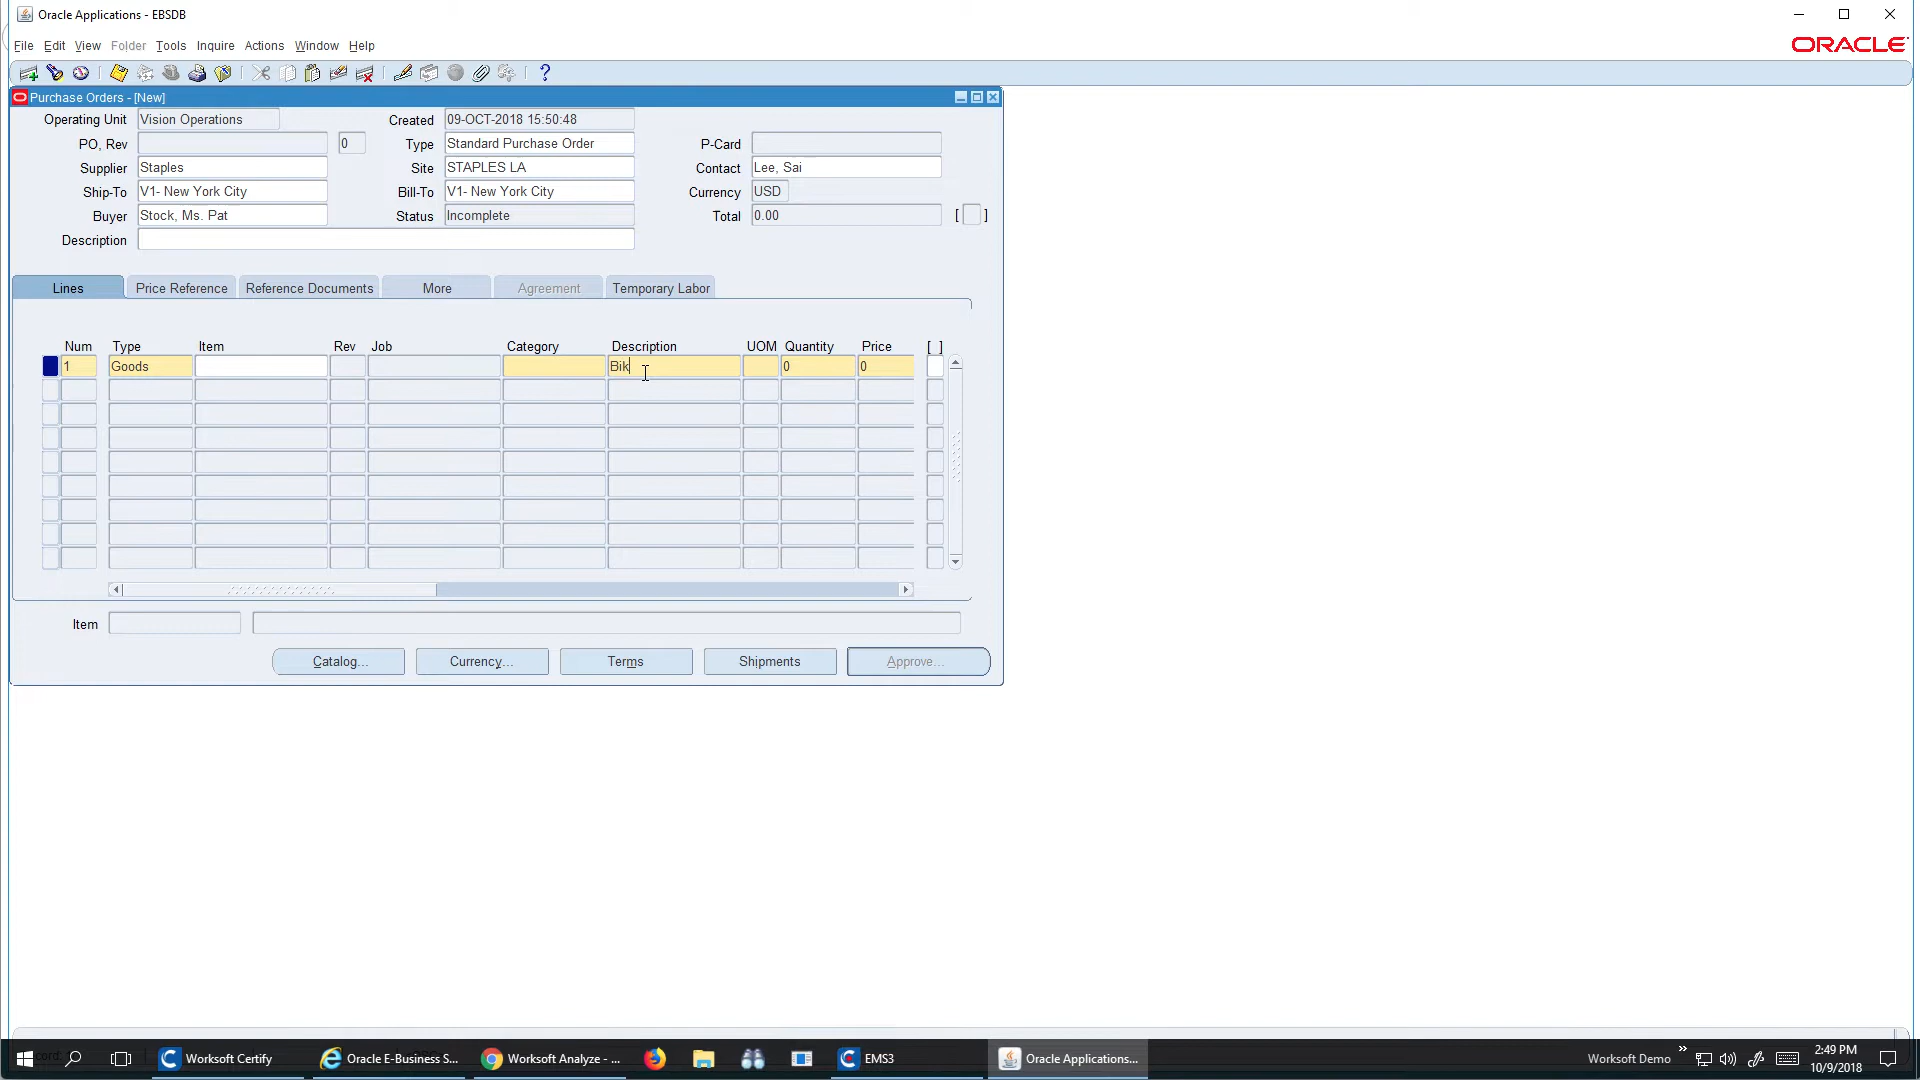 Oracle Applications - EBSDB
File Edit View Folder Tools Inquire Actions Window Help
ORACLE
Purchase Orders - [New]
Operating Unit Vision Operations Created 09-OCT-2018 15:50:48
PO, Rev 0 Type Standard Purchase Order P-Card
Supplier Staples Site STAPLES LA Contact Lee, Sai
Ship-To V1- New York City Bill-To V1- New York City Currency USD
Buyer Stock, Ms. Pat Status Incomplete Total 0.00 [ ]
Description
Lines Price Reference Reference Documents More Agreement Temporary Labor
Num Type Item Rev Job Category Description UOM Quantity Price [ ]
1 Goods Bik 0 0
Item
Catalog... Currency... Terms Shipments Approve...
Worksoft Certify Oracle E-Business S... Worksoft Analyze - ... EMS3 Oracle Applications... Worksoft Demo 2:49 PM
10/9/2018